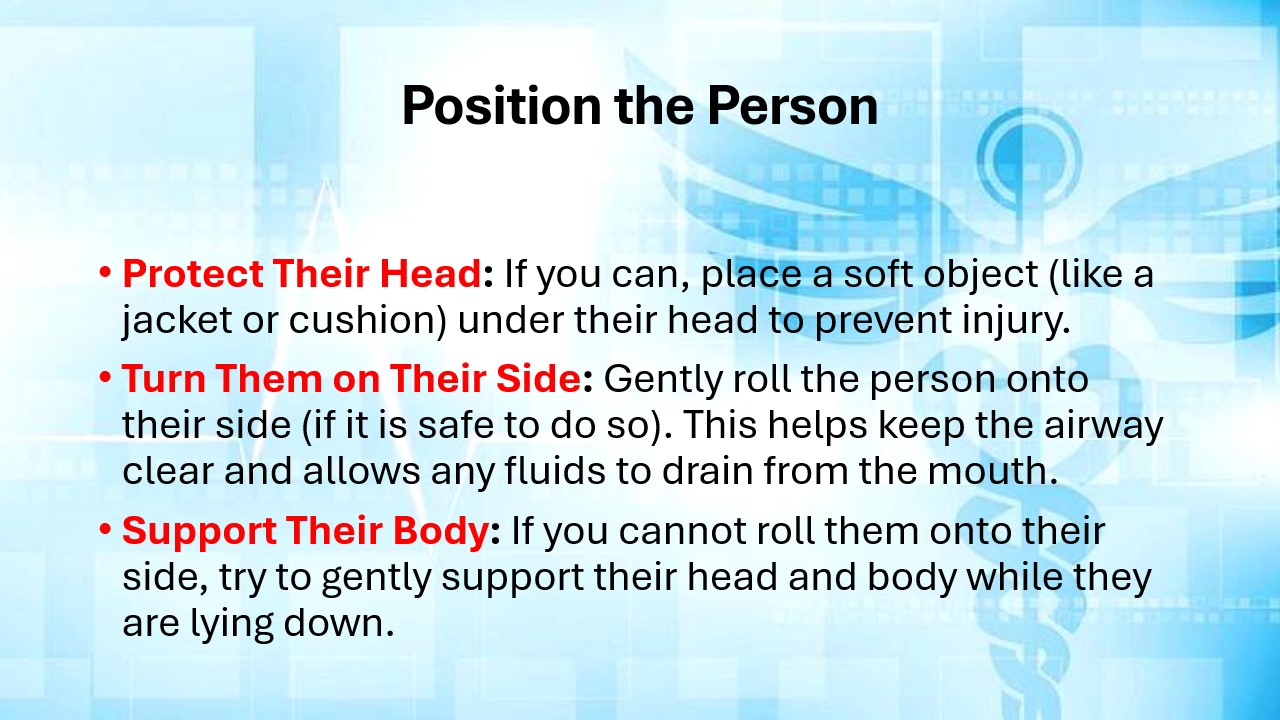 Position the Person
• Protect Their Head: If you can, place a soft object (like a
jacket or cushion) under their head to prevent injury.
• Turn Them on Their Side: Gently roll the person onto
their side (if it is safe to do so). This helps keep the airway
clear and allows any fluids to drain from the mouth.
• Support Their Body: If you cannot roll them onto their
side, try to gently support their head and body while they
are lying down.